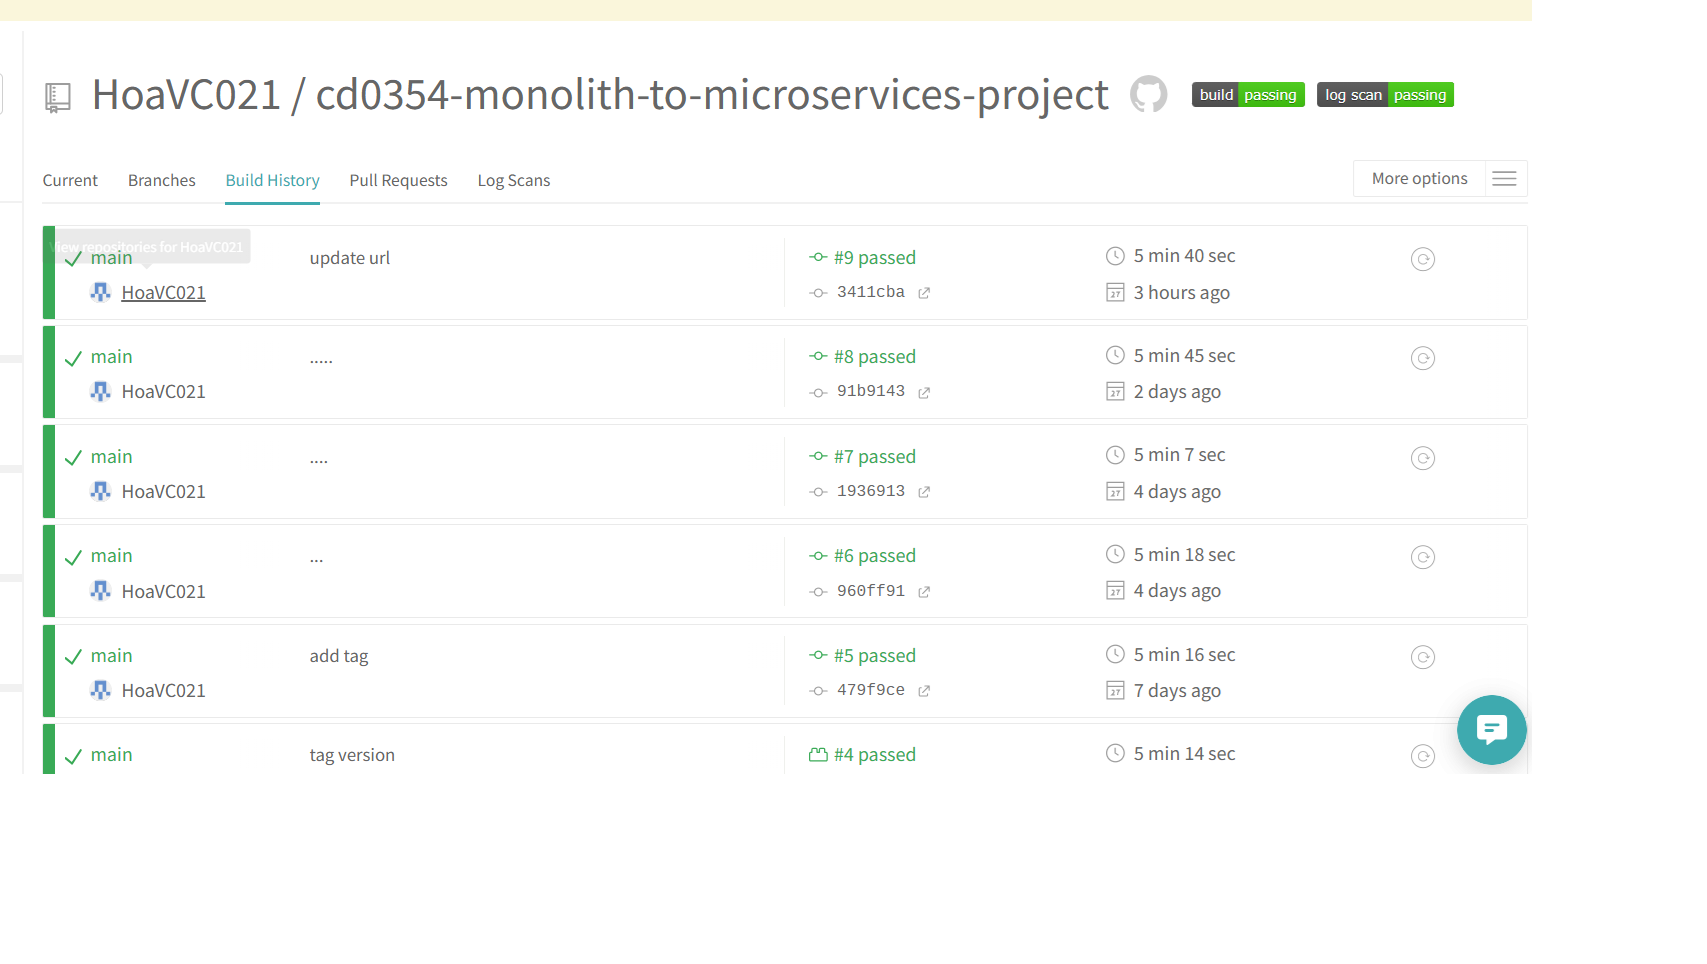 HoaVC021 / cd0354-monolith-to-microservices-project
build passing
log scan passing
Current Branches Build History Pull Requests Log Scans
More options
View repositories for HoaVC021
main update url #9 passed 5 min 40 sec
HoaVC021 3411cba 3 hours ago
main ..... #8 passed 5 min 45 sec
HoaVC021 91b9143 2 days ago
main .... #7 passed 5 min 7 sec
HoaVC021 1936913 4 days ago
main ... #6 passed 5 min 18 sec
HoaVC021 960ff91 4 days ago
main add tag #5 passed 5 min 16 sec
HoaVC021 479f9ce 7 days ago
main tag version #4 passed 5 min 14 sec